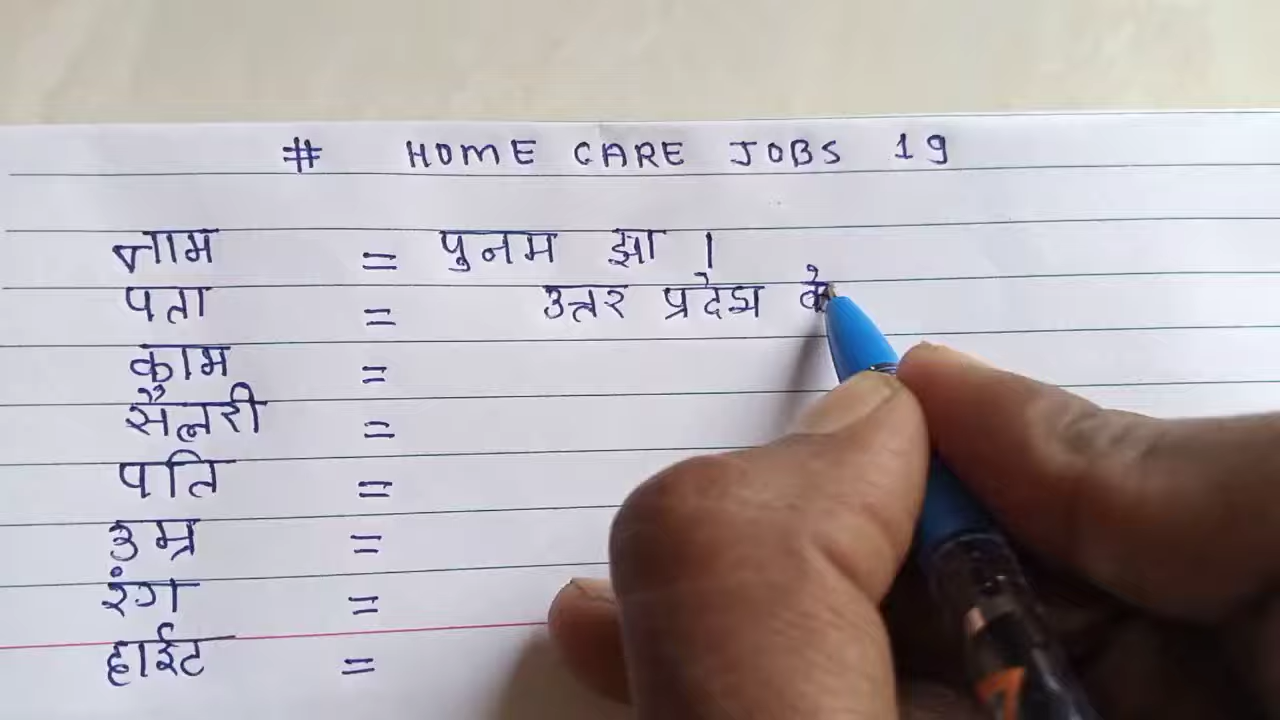 # HOME CARE JOBS 19
नाम = पुनम झा ।
पता = उत्तर प्रदेश के
काम =
सैलरी =
पति =
उम्र =
रंग =
हाईट =